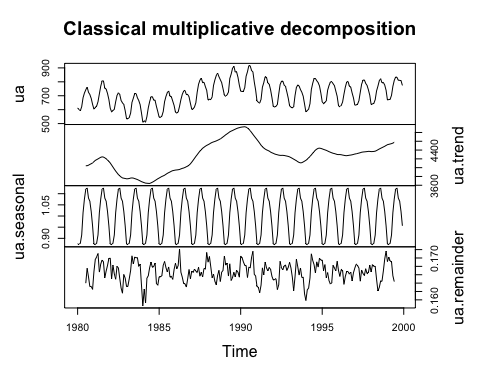 Classical multiplicative decomposition
ua
500
700
900
ua.trend
3600
4400
ua.seasonal
0.90
1.05
ua.remainder
0.160
0.170
1980 1985 1990 1995 2000
Time